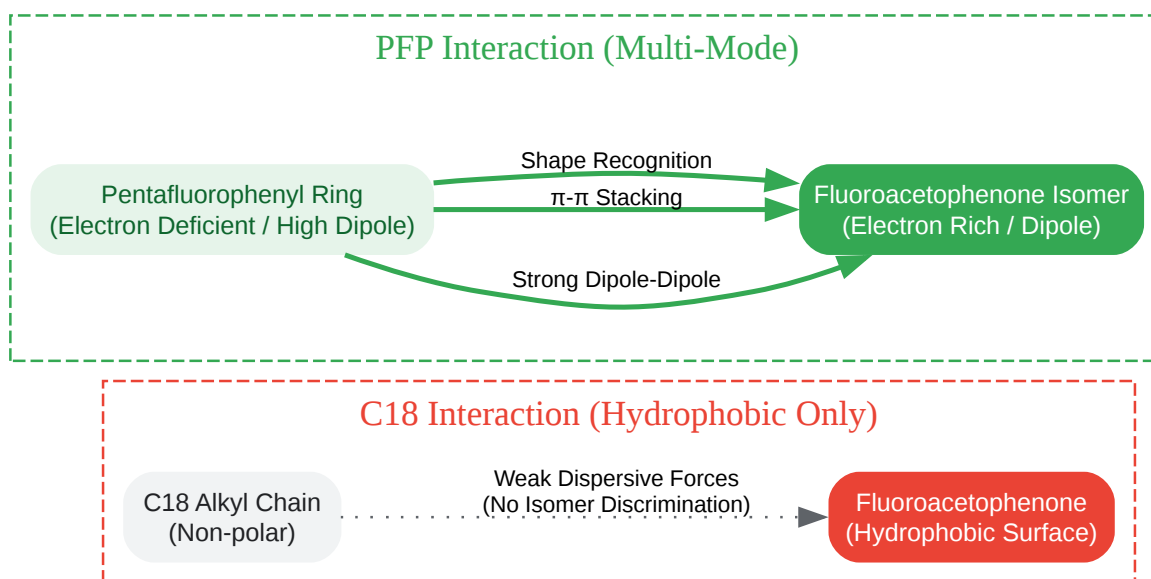 PFP Interaction (Multi-Mode)
Shape Recognition
Pentafluorophenyl Ring
(Electron Deficient / High Dipole)
π-π Stacking
Fluoroacetophenone Isomer
(Electron Rich / Dipole)
Strong Dipole-Dipole
C18 Interaction (Hydrophobic Only)
C18 Alkyl Chain
(Non-polar)
Weak Dispersive Forces
(No Isomer Discrimination)
Fluoroacetophenone
(Hydrophobic Surface)